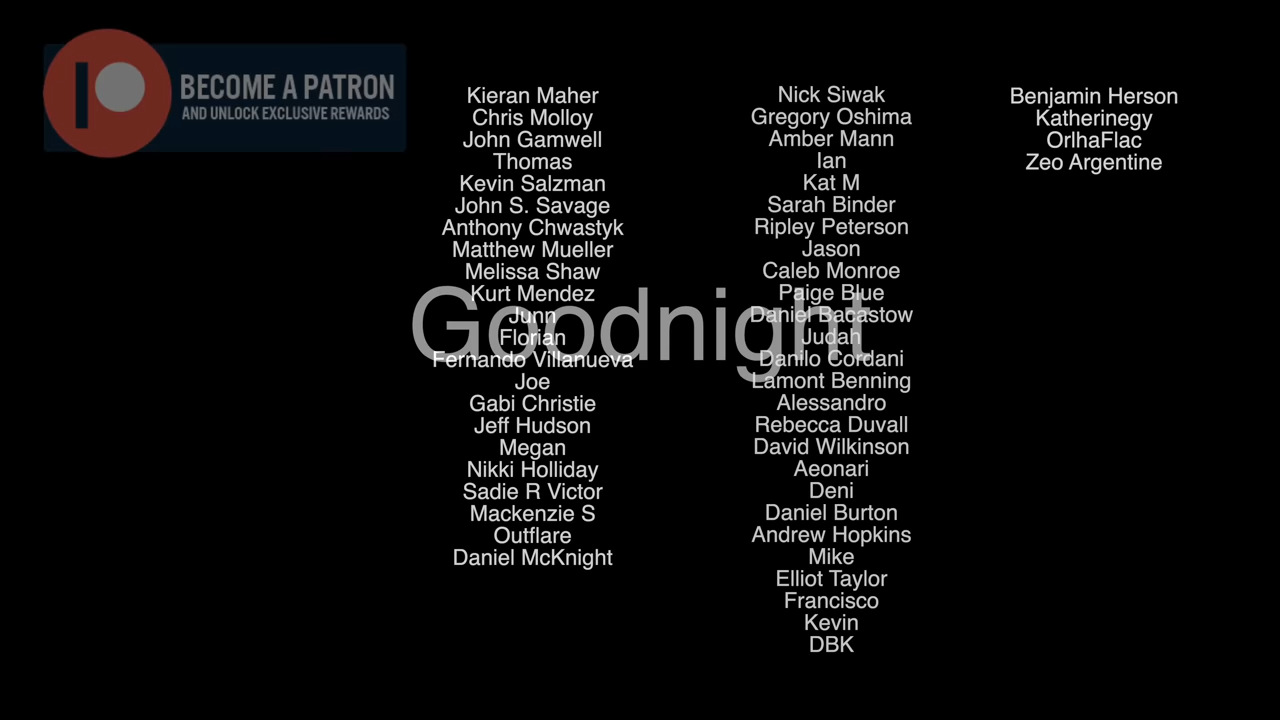 BECOME A PATRON
AND UNLOCK EXCLUSIVE REWARDS
Kieran Maher
Chris Molloy
John Gamwell
Thomas
Kevin Salzman
John S. Savage
Anthony Chwastyk
Matthew Mueller
Melissa Shaw
Kurt Mendez
Junn
Florian
Fernando Villanueva
Joe
Gabi Christie
Jeff Hudson
Megan
Nikki Holliday
Sadie R Victor
Mackenzie S
Outflare
Daniel McKnight
Goodnight
Nick Siwak
Gregory Oshima
Amber Mann
Ian
Kat M
Sarah Binder
Ripley Peterson
Jason
Caleb Monroe
Paige Blue
Daniel Bacastow
Judah
Danilo Cordani
Lamont Benning
Alessandro
Rebecca Duvall
David Wilkinson
Aeonari
Deni
Daniel Burton
Andrew Hopkins
Mike
Elliot Taylor
Francisco
Kevin
DBK
Benjamin Herson
Katherinegy
OrlhaFlac
Zeo Argentine